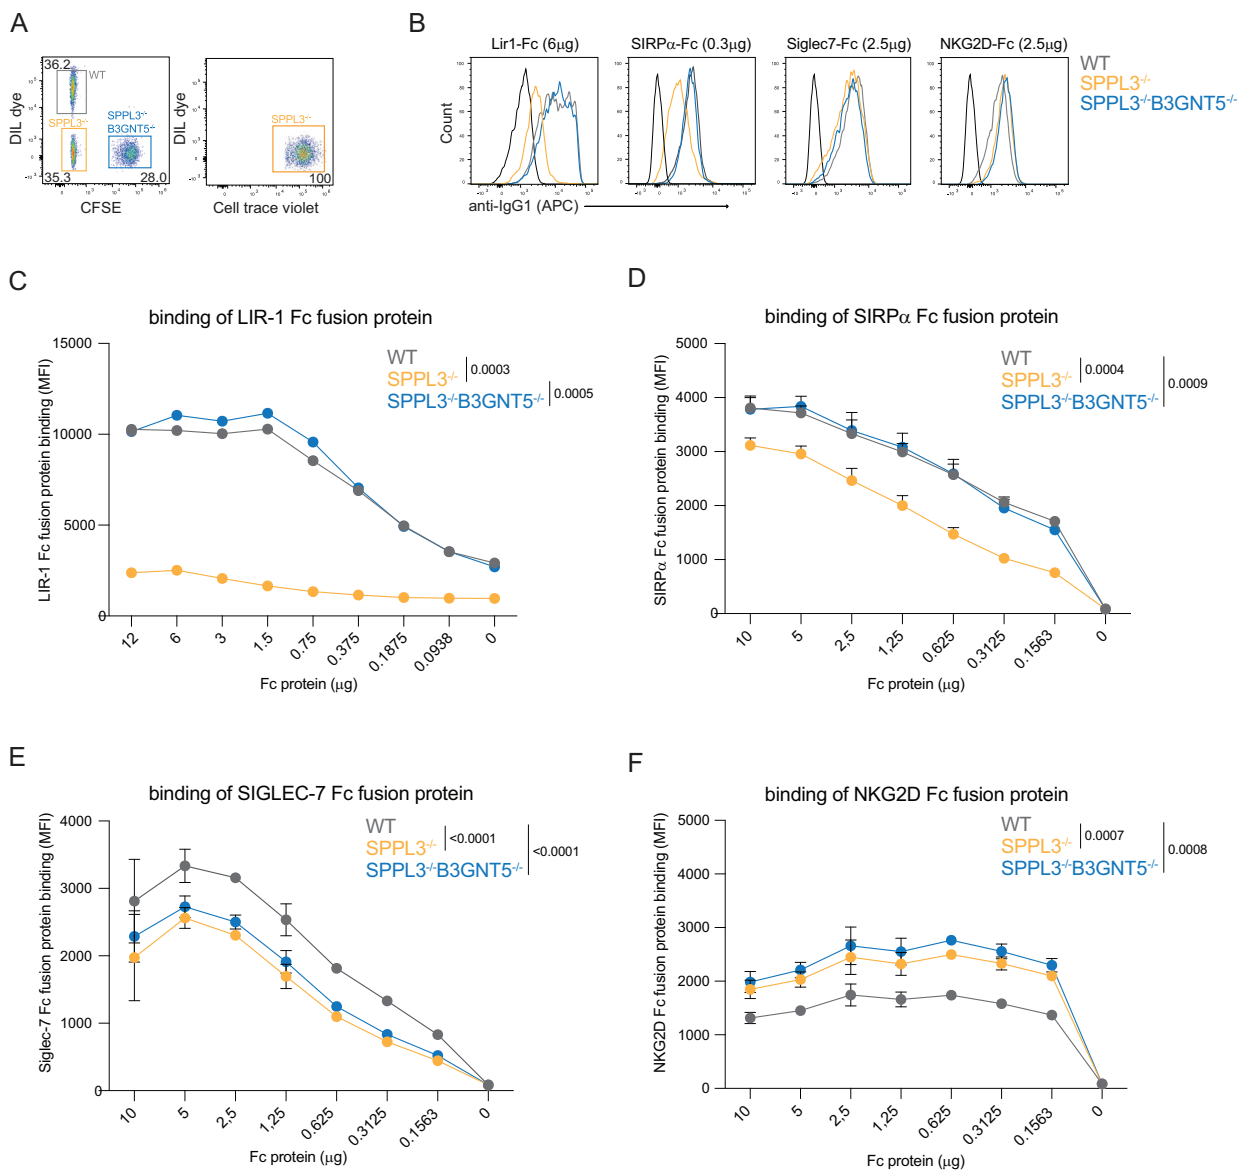 A
B
36.2
WT
SPPL3-/-
SPPL3-/-
B3GNT5-/-
35.3
28.0
DIL dye
CFSE
DIL dye
SPPL3-/-
100
Cell trace violet
Lir1-Fc (6μg)
SIRPα-Fc (0.3μg)
Siglec7-Fc (2.5μg)
NKG2D-Fc (2.5μg)
WT
SPPL3-/-
SPPL3-/-B3GNT5-/-
Count
100
80
60
40
20
0
anti-IgG1 (APC)
C
binding of LIR-1 Fc fusion protein
LIR-1 Fc fusion protein binding (MFI)
15000
10000
5000
0
WT
SPPL3-/-
SPPL3-/-B3GNT5-/-
0.0003
0.0005
12
6
3
1.5
0.75
0.375
0.1875
0.0938
0
Fc protein (μg)
D
binding of SIRPα Fc fusion protein
SIRPα Fc fusion protein binding (MFI)
5000
4000
3000
2000
1000
0
WT
SPPL3-/-
SPPL3-/-B3GNT5-/-
0.0004
0.0009
10
5
2,5
1,25
0.625
0.3125
0,1563
0
Fc protein (μg)
E
binding of SIGLEC-7 Fc fusion protein
Siglec-7 Fc fusion protein binding (MFI)
4000
3000
2000
1000
0
WT
SPPL3-/-
SPPL3-/-B3GNT5-/-
<0.0001
<0.0001
10
5
2,5
1,25
0.625
0.3125
0,1563
0
Fc protein (μg)
F
binding of NKG2D Fc fusion protein
NKG2D Fc fusion protein binding (MFI)
5000
4000
3000
2000
1000
0
WT
SPPL3-/-
SPPL3-/-B3GNT5-/-
0.0007
0.0008
10
5
2,5
1,25
0.625
0.3125
0.1563
0
Fc protein (μg)